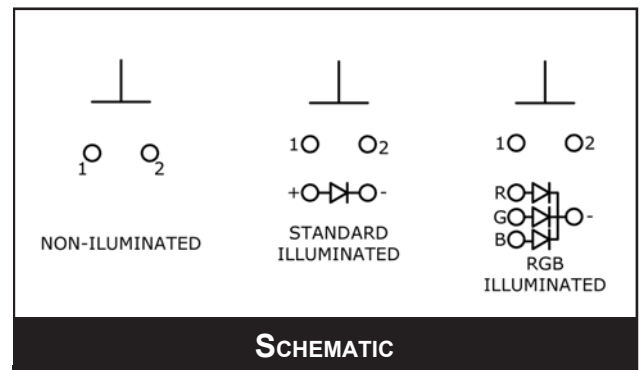 1 2
NON-ILUMINATED
1 2
+ -
STANDARD
ILLUMINATED
1 2
R
G -
B
RGB
ILLUMINATED
SCHEMATIC